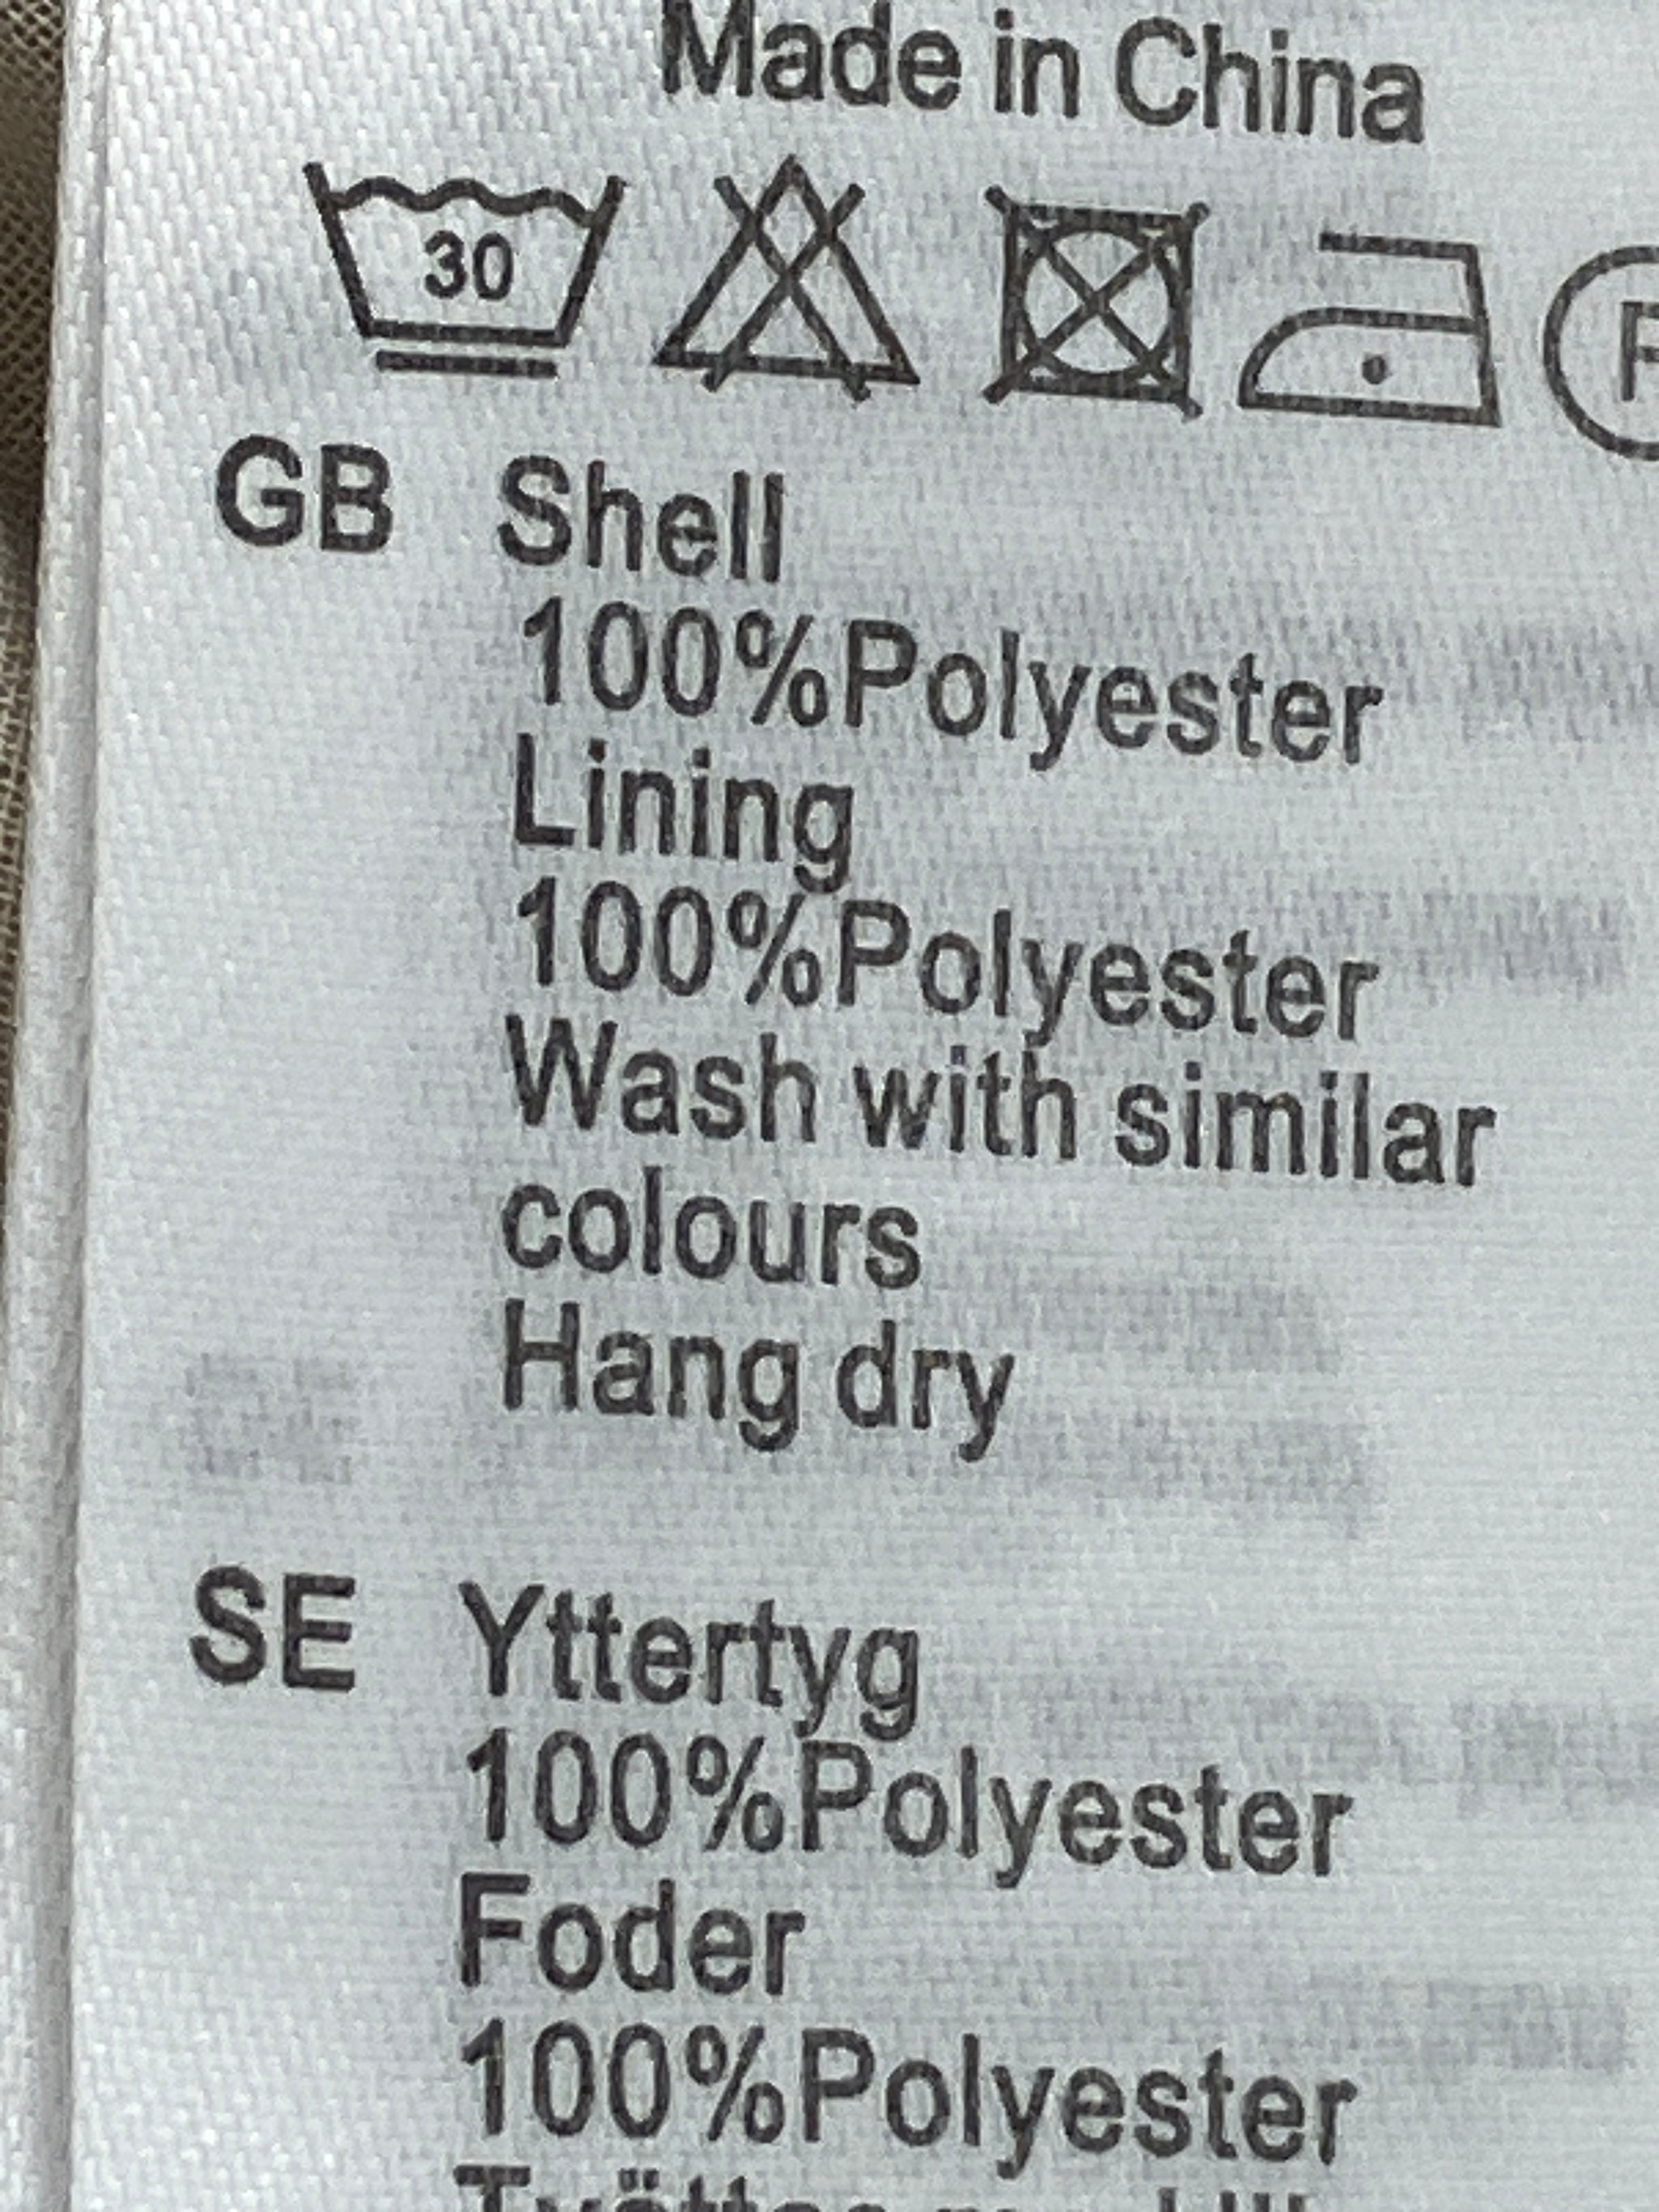 Made in China
30
GB Shell
100%Polyester
Lining
100%Polyester
Wash with similar
colours
Hang dry
SE Yttertyg
100%Polyester
Foder
100%Polyester